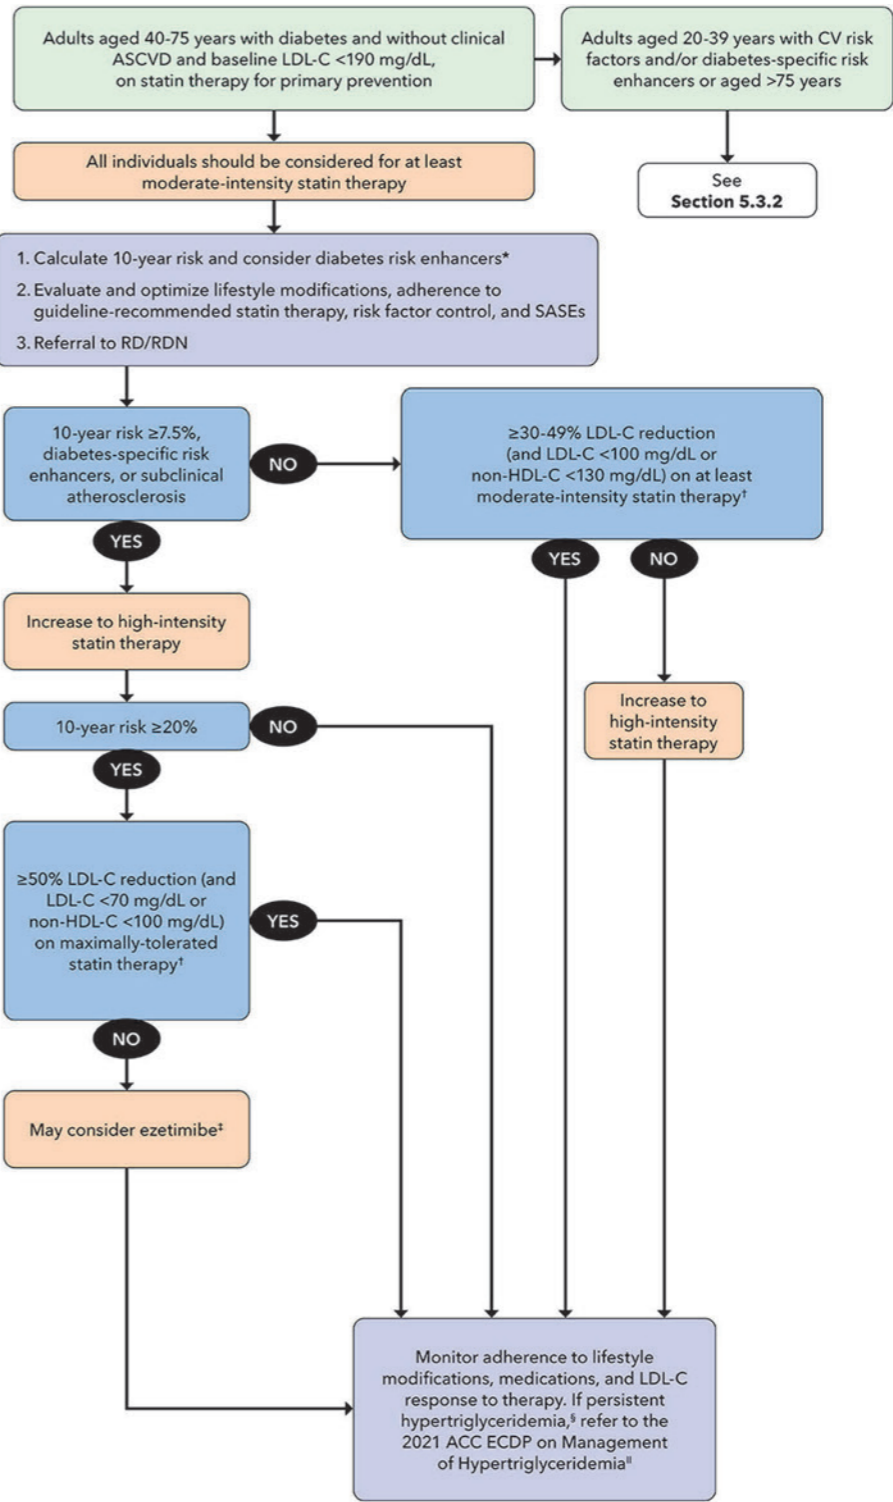 Adults aged 40-75 years with diabetes and without clinical
ASCVD and baseline LDL-C <190 mg/dL,
on statin therapy for primary prevention
Adults aged 20-39 years with CV risk
factors and/or diabetes-specific risk
enhancers or aged >75 years
All individuals should be considered for at least
moderate-intensity statin therapy
See
Section 5.3.2
1. Calculate 10-year risk and consider diabetes risk enhancers*
2. Evaluate and optimize lifestyle modifications, adherence to
guideline-recommended statin therapy, risk factor control, and SASEs
3. Referral to RD/RDN
10-year risk ≥7.5%,
diabetes-specific risk
enhancers, or subclinical
atherosclerosis
NO
≥30-49% LDL-C reduction
(and LDL-C <100 mg/dL or
non-HDL-C <130 mg/dL) on at least
moderate-intensity statin therapy†
YES
YES
NO
Increase to high-intensity
statin therapy
Increase to
high-intensity
statin therapy
10-year risk ≥20%
NO
YES
≥50% LDL-C reduction (and
LDL-C <70 mg/dL or
non-HDL-C <100 mg/dL)
on maximally-tolerated
statin therapy†
YES
NO
May consider ezetimibe‡
Monitor adherence to lifestyle
modifications, medications, and LDL-C
response to therapy. If persistent
hypertriglyceridemia,§ refer to the
2021 ACC ECDP on Management
of Hypertriglyceridemia‖